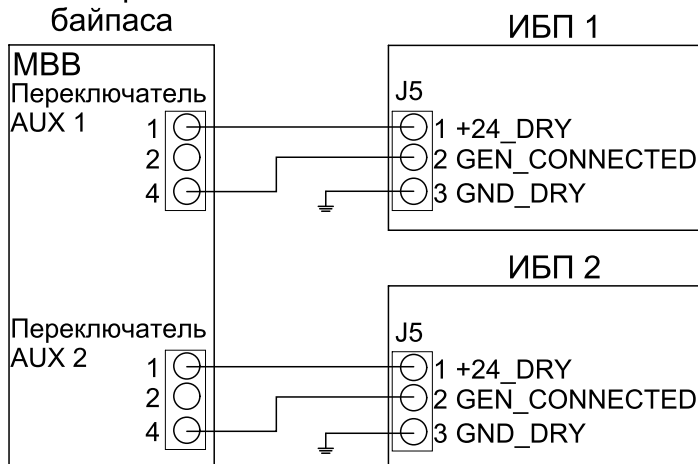 байпаса
ИБП 1
МВВ
Переключатель
AUX 1
J5
1
1 +24_DRY
2
2 GEN_CONNECTED
4
3 GND_DRY
ИБП 2
Переключатель
AUX 2
J5
1
1 +24_DRY
2
2 GEN_CONNECTED
4
3 GND_DRY